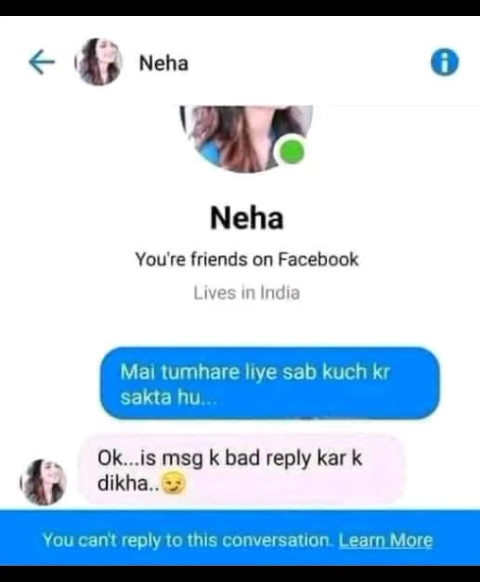 Neha
Neha
You're friends on Facebook
Lives in India
Mai tumhare liye sab kuch kr
sakta hu...
Ok...is msg k bad reply kar k
dikha..😏
You can't reply to this conversation. Learn More